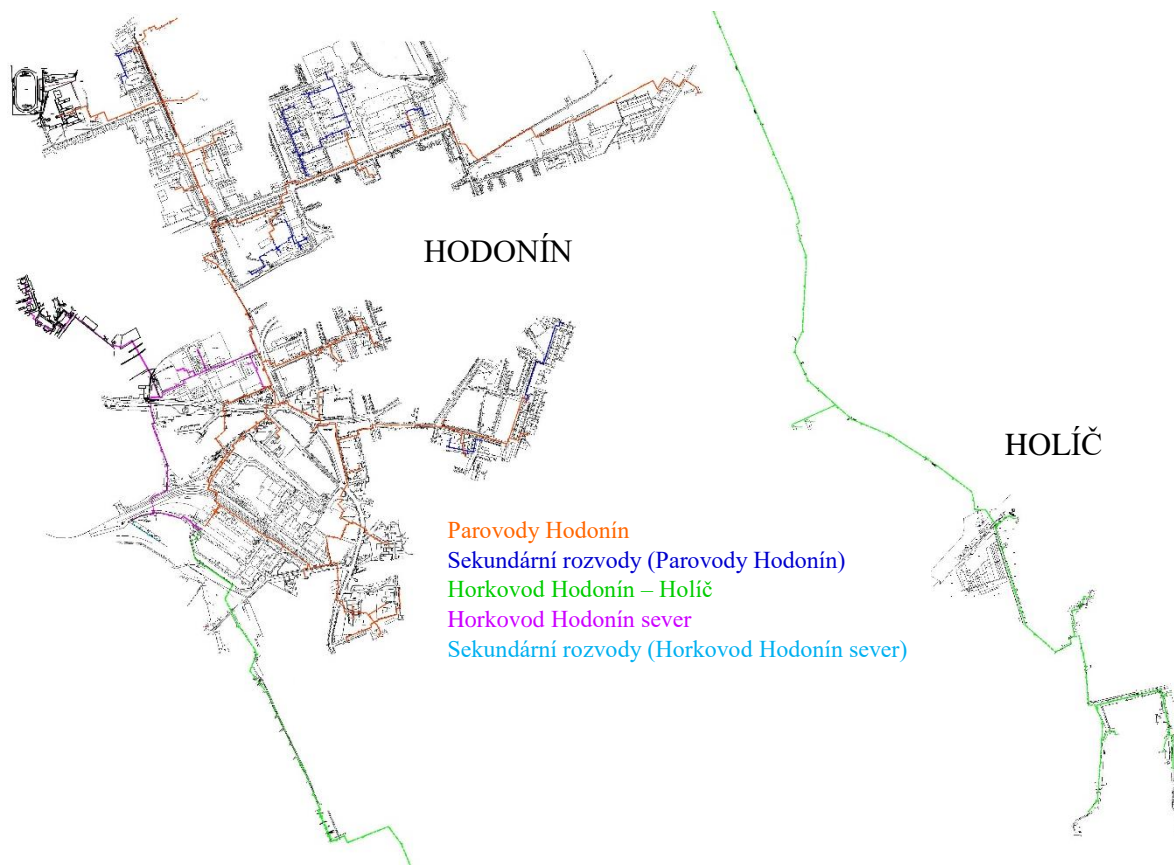 HODONÍN
HOLÍČ
Parovody Hodonín
Sekundární rozvody (Parovody Hodonín)
Horkovod Hodonín – Holíč
Horkovod Hodonín sever
Sekundární rozvody (Horkovod Hodonín sever)